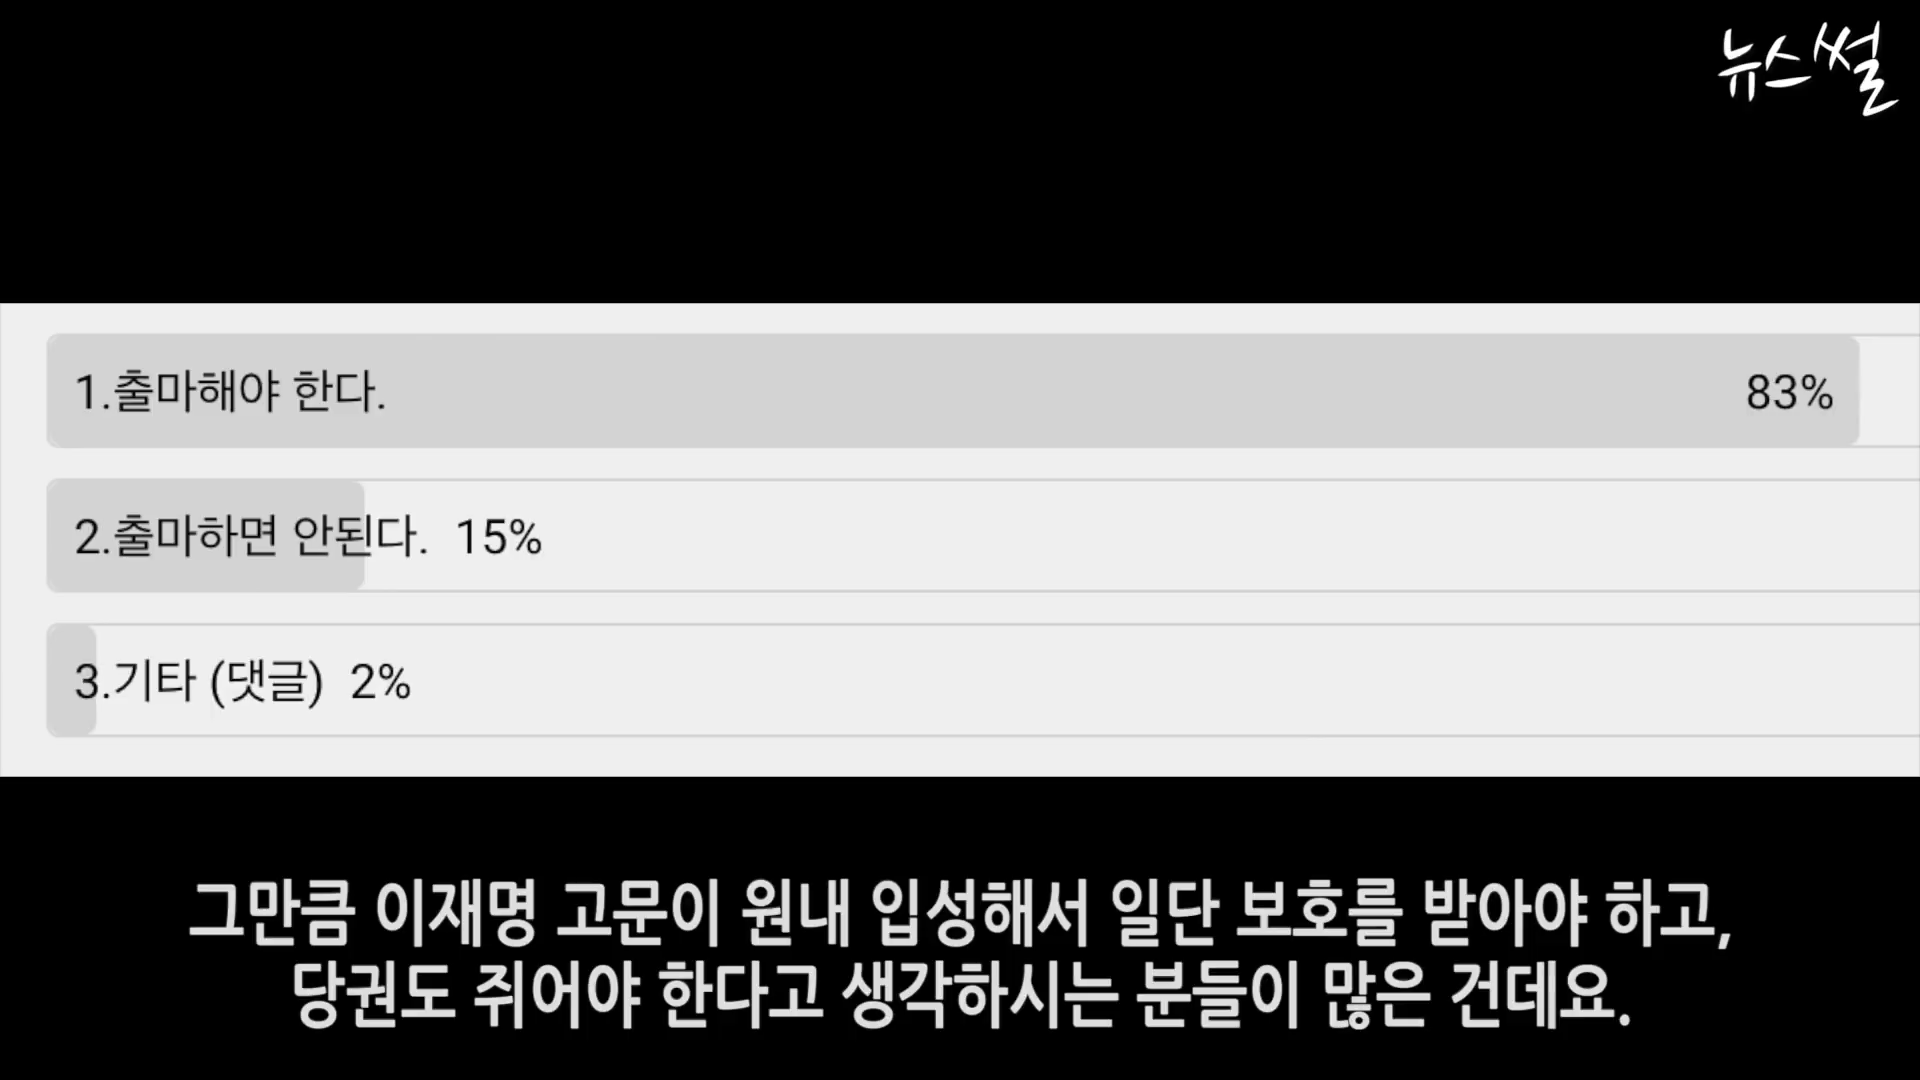 뉴스썰
1.출마해야 한다. 83%
2.출마하면 안된다. 15%
3.기타 (댓글) 2%
그만큼 이재명 고문이 원내 입성해서 일단 보호를 받아야 하고,
당권도 쥐어야 한다고 생각하시는 분들이 많은 건데요.